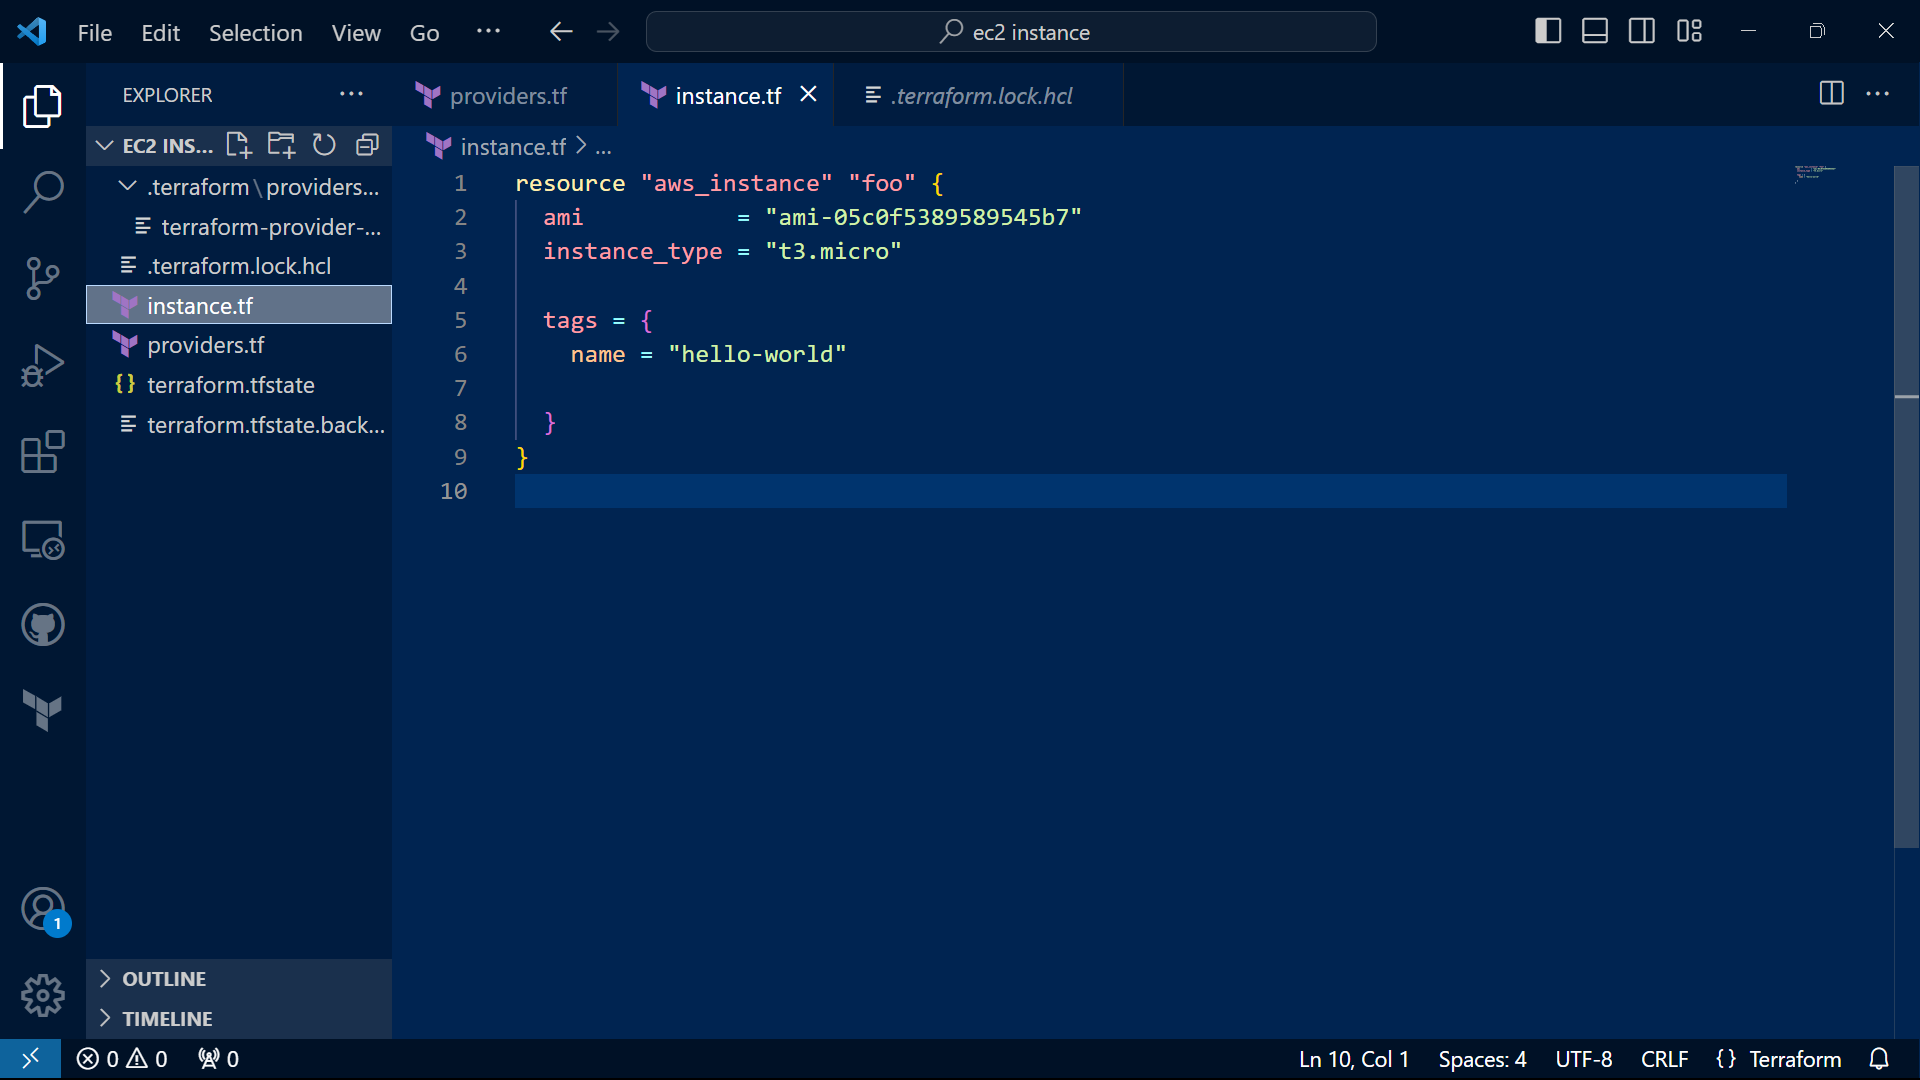 File Edit Selection View Go ··· ec2 instance
EXPLORER ···
providers.tf instance.tf .terraform.lock.hcl ···
EC2 INS...
.terraform\providers...
terraform-provider-...
.terraform.lock.hcl
instance.tf
providers.tf
{} terraform.tfstate
terraform.tfstate.back...
OUTLINE
TIMELINE
1
instance.tf > ...
1 resource "aws_instance" "foo" {
2 ami = "ami-05c0f5389589545b7"
3 instance_type = "t3.micro"
4
5 tags = {
6 name = "hello-world"
7
8 }
9 }
10
0 0 0 Ln 10, Col 1 Spaces: 4 UTF-8 CRLF {} Terraform